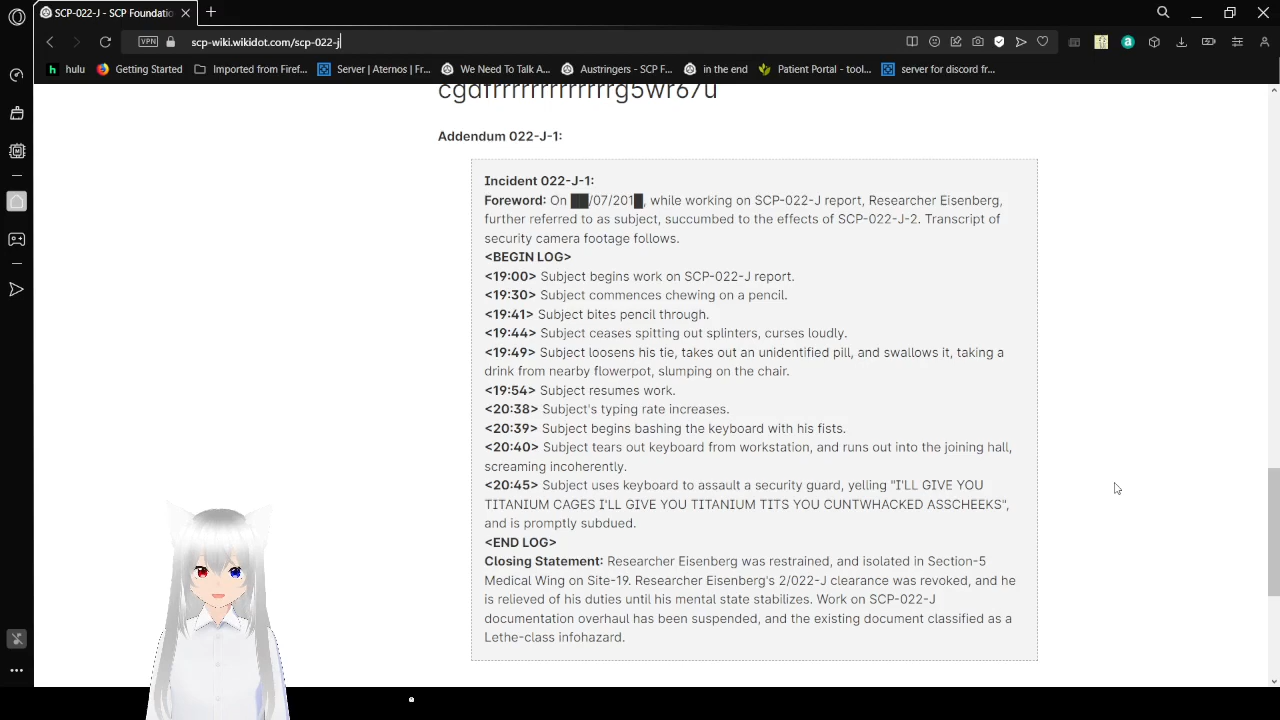 SCP-022-J - SCP Foundatio
VPN
scp-wiki.wikidot.com/scp-022-j
hulu
Getting Started
Imported from Firef...
Server | Aternos | Fr...
We Need To Talk A...
Austringers - SCP F...
in the end
Patient Portal - tool...
server for discord fr...
Addendum 022-J-1:
Incident 022-J-1:
Foreword: On ██/07/201█, while working on SCP-022-J report, Researcher Eisenberg,
further referred to as subject, succumbed to the effects of SCP-022-J-2. Transcript of
security camera footage follows.
<BEGIN LOG>
<19:00> Subject begins work on SCP-022-J report.
<19:30> Subject commences chewing on a pencil.
<19:41> Subject bites pencil through.
<19:44> Subject ceases spitting out splinters, curses loudly.
<19:49> Subject loosens his tie, takes out an unidentified pill, and swallows it, taking a
drink from nearby flowerpot, slumping on the chair.
<19:54> Subject resumes work.
<20:38> Subject's typing rate increases.
<20:39> Subject begins bashing the keyboard with his fists.
<20:40> Subject tears out keyboard from workstation, and runs out into the joining hall,
screaming incoherently.
<20:45> Subject uses keyboard to assault a security guard, yelling "I'LL GIVE YOU
TITANIUM CAGES I'LL GIVE YOU TITANIUM TITS YOU CUNTWHACKED ASSCHEEKS",
and is promptly subdued.
<END LOG>
Closing Statement: Researcher Eisenberg was restrained, and isolated in Section-5
Medical Wing on Site-19. Researcher Eisenberg's 2/022-J clearance was revoked, and he
is relieved of his duties until his mental state stabilizes. Work on SCP-022-J
documentation overhaul has been suspended, and the existing document classified as a
Lethe-class infohazard.